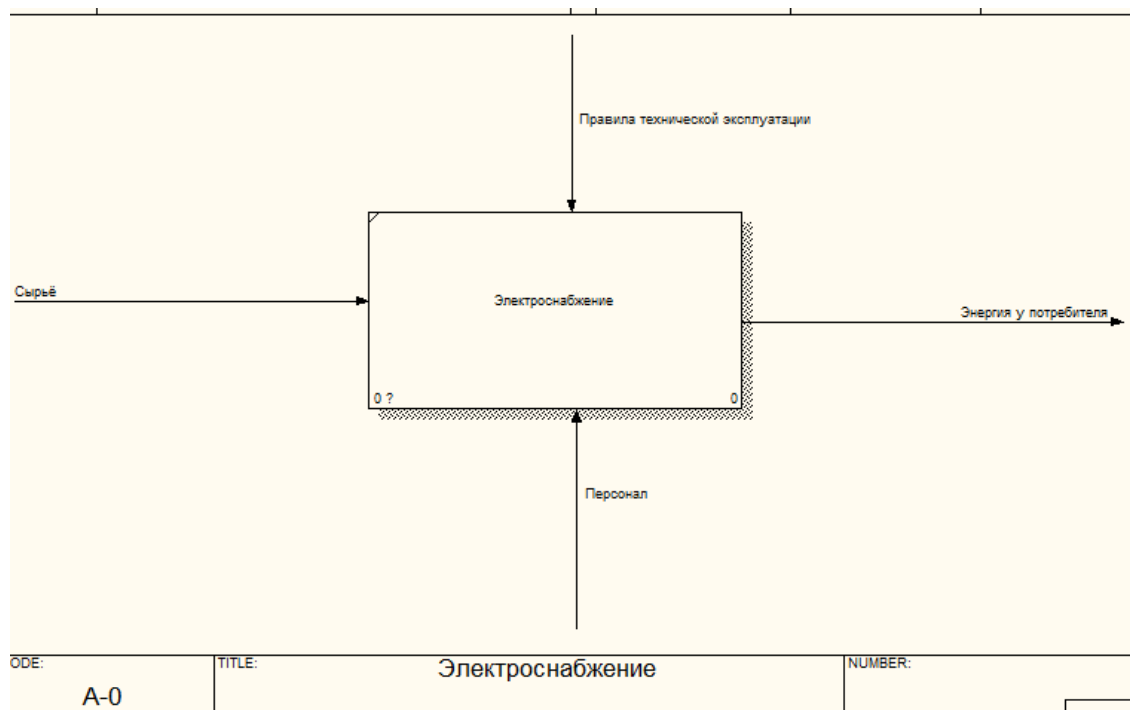 Правила технической эксплуатации
Сырьё
Электроснабжение
Энергия у потребителя
0 ?
0
Персонал
ODE:
TITLE:
Электроснабжение
NUMBER:
A-0